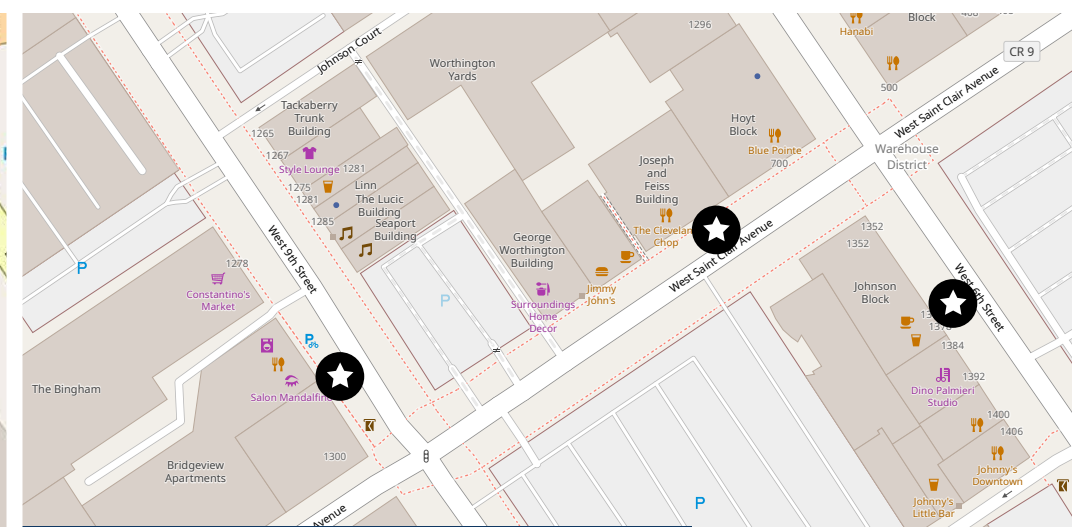 1296
Block
Hanabi
CR 9
Johnson Court
Worthington
Yards
500
West Saint Clair Avenue
Tackaberry
Trunk
Building
Hoyt
Block
1265
Blue Pointe
700
Warehouse
District
1267
Style Lounge
1281
Joseph
and
Feiss
Building
1275
1281
Linn
The Lucic
Building
1285
Seaport
Building
The Clevelan
Chop
1352
1352
West 9th Street
George
Worthington
Building
West Saint Clair Avenue
1278
P
Constantino's
Market
P
Surroundings
Home
Decor
Jimmy
John's
Johnson
Block
West 6th Street
1384
The Bingham
Salon Mandalfino
Dino Palmieri
Studio
1392
1400
1406
1300
Bridgeview
Apartments
Johnny's
Downtown
P
Johnny's
Little Bar
Avenue